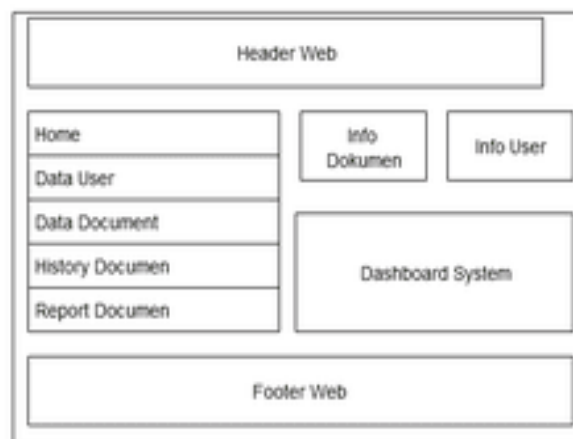 Header Web
Home
Data User
Data Document
History Documen
Report Documen
Info
Dokumen
Info User
Dashboard System
Footer Web